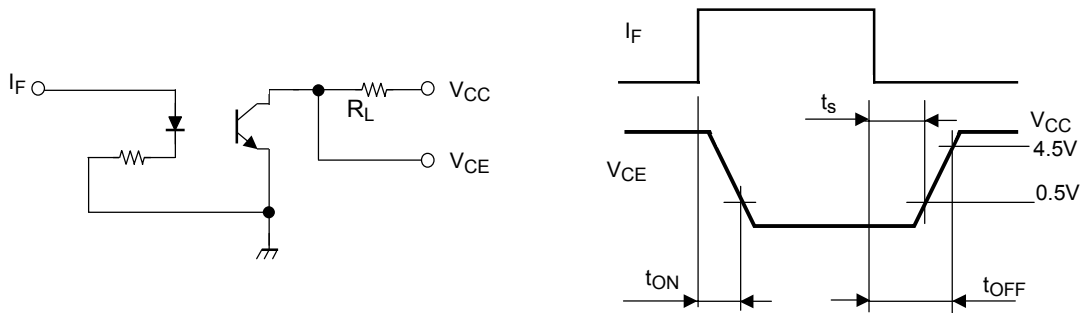 I_F
R_L
V_CC
V_CE
I_F
t_s
V_CC
4.5V
V_CE
0.5V
t_ON
t_OFF